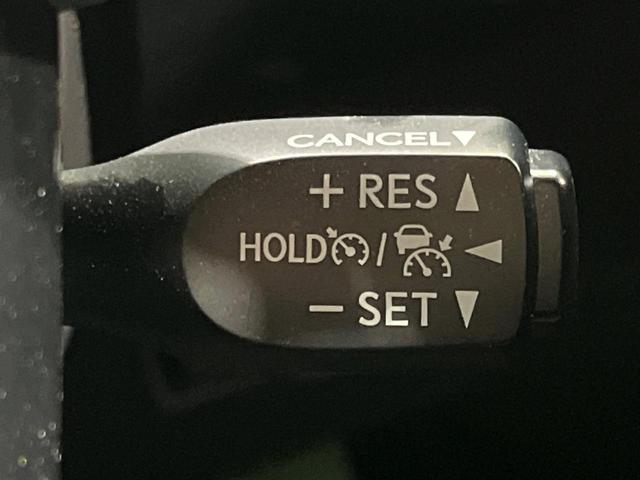 CANCEL▼
+ RES ▲
HOLD / ◀
− SET ▼